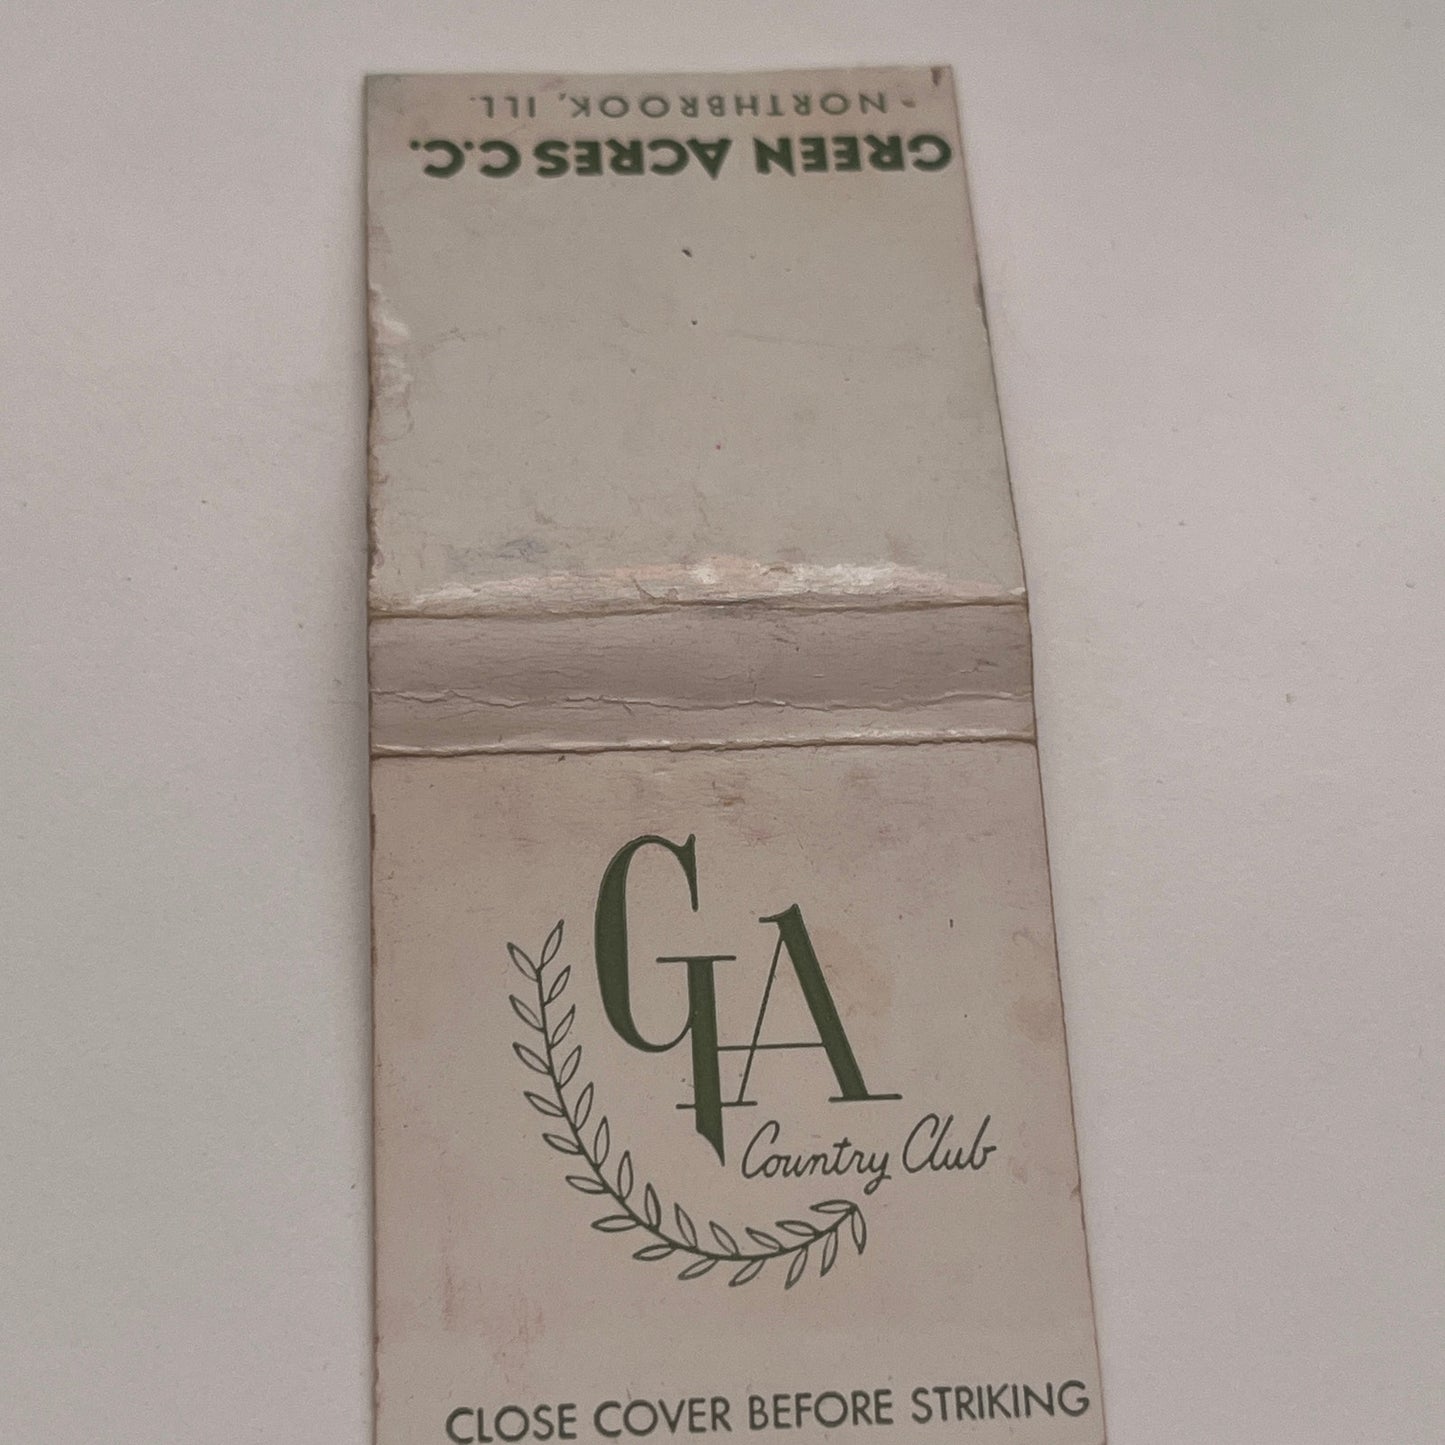 GREEN ACRES C.C.
NORTHBROOK, ILL.
GA
Country Club
CLOSE COVER BEFORE STRIKING